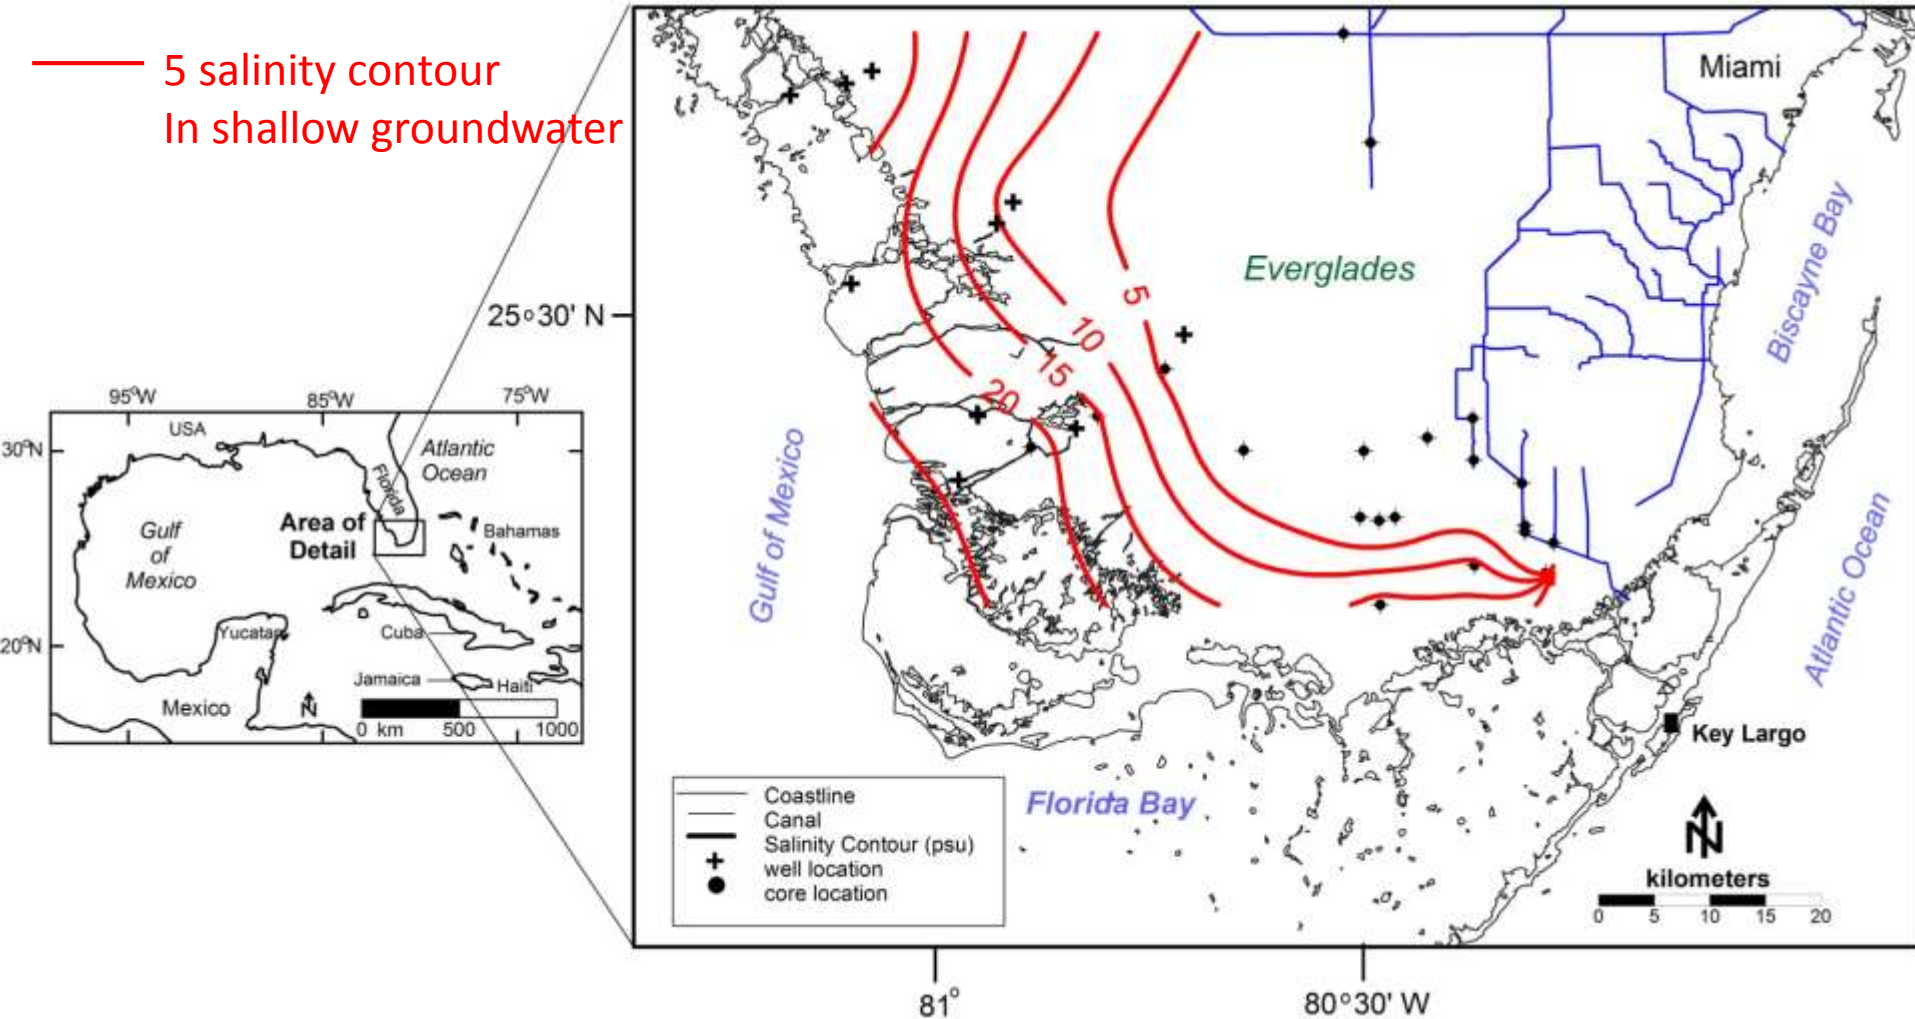 5 salinity contour
In shallow groundwater
95°W
85°W
75°W
30°N
20°N
USA
Atlantic
Ocean
Florida
Gulf
of
Mexico
Area of
Detail
Bahamas
Yucatan
Cuba
Jamaica
Haiti
Mexico
N
0 km 500 1000
25°30' N
81°
80°30' W
Miami
Everglades
Biscayne Bay
Gulf of Mexico
Atlantic Ocean
Florida Bay
Key Largo
5
10
15
20
Coastline
Canal
Salinity Contour (psu)
well location
core location
N
kilometers
0 5 10 15 20